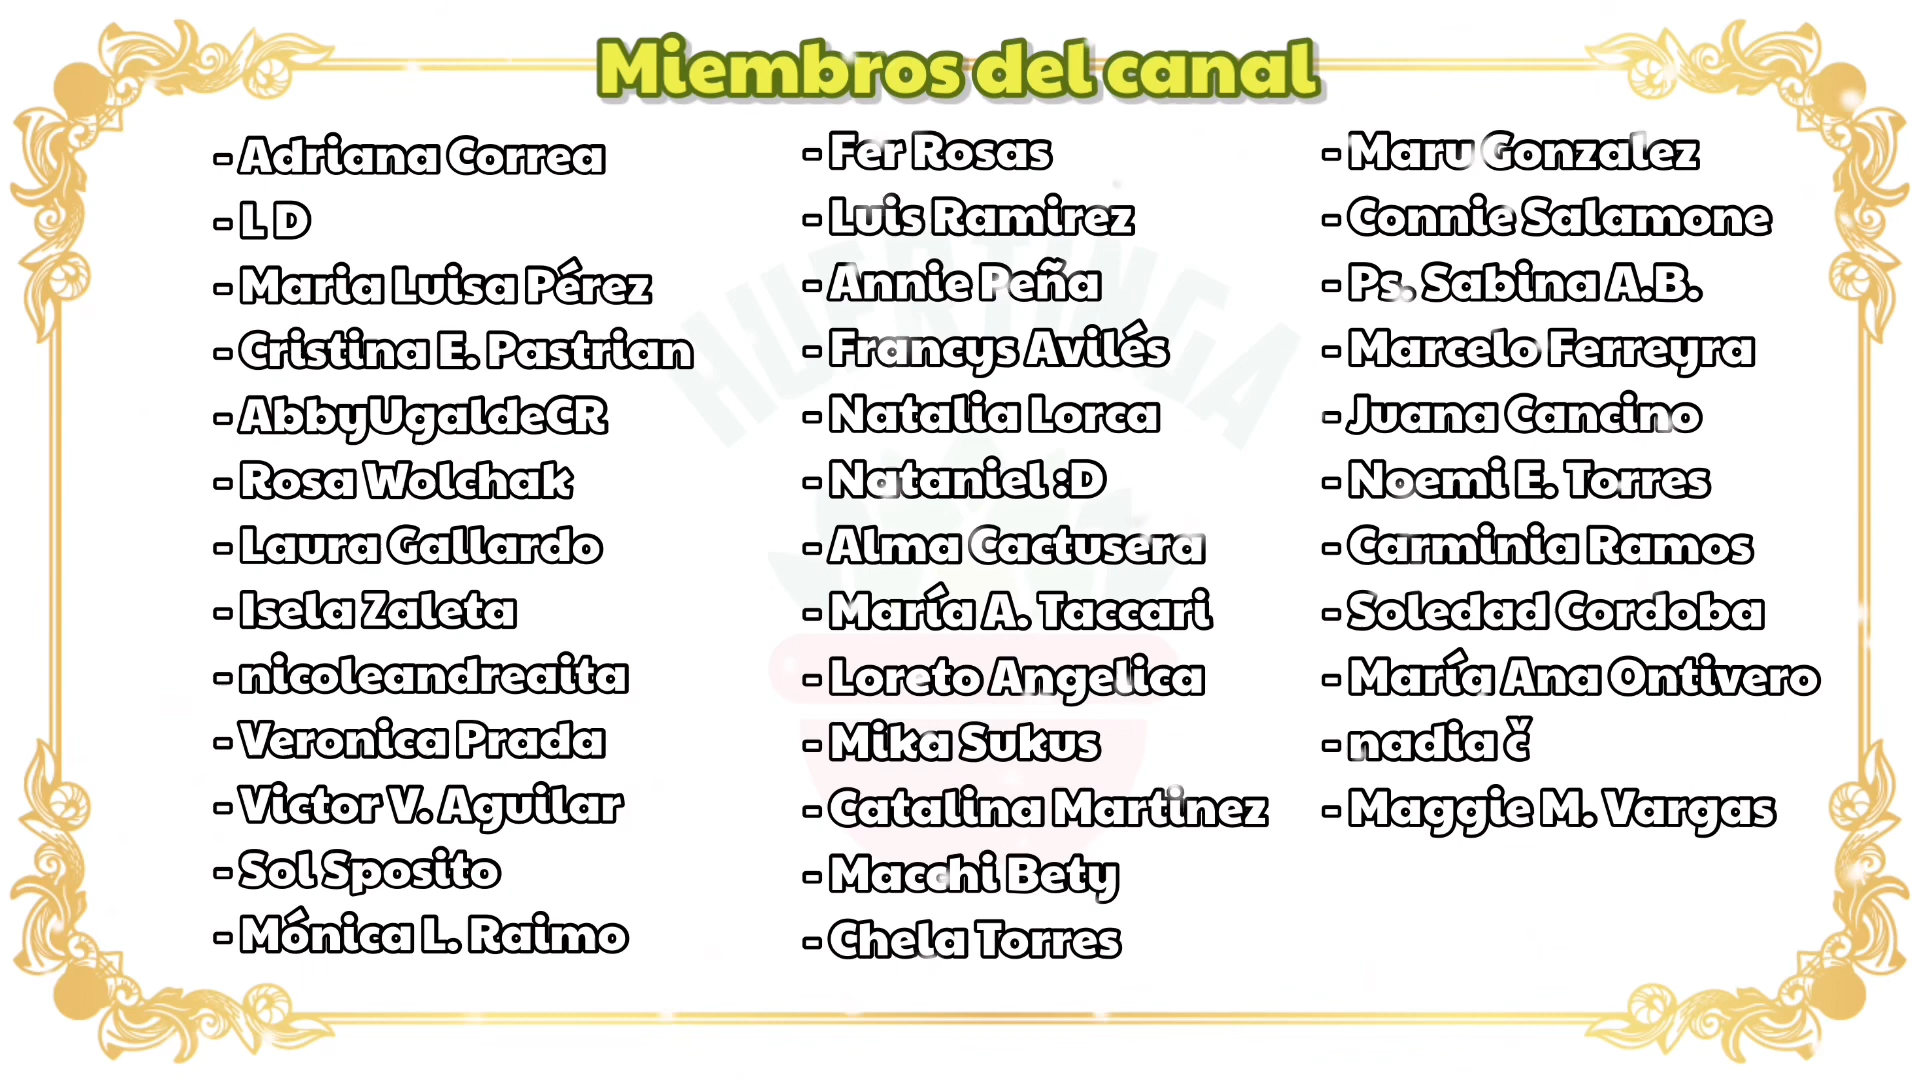 Miembros del canal
- Adriana Correa
- L D
- Maria Luisa Pérez
- Cristina E. Pastrian
- AbbyUgaldeCR
- Rosa Wolchak
- Laura Gallardo
- Isela Zaleta
- nicoleandreaita
- Veronica Prada
- Victor V. Aguilar
- Sol Sposito
- Mónica L. Raimo
- Fer Rosas
- Luis Ramirez
- Annie Peña
- Francys Avilés
- Natalia Lorca
- Nataniel :D
- Alma Cactusera
- María A. Taccari
- Loreto Angelica
- Mika Sukus
- Catalina Martinez
- Macchi Bety
- Chela Torres
- Maru Gonzalez
- Connie Salamone
- Ps. Sabina A.B.
- Marcelo Ferreyra
- Juana Cancino
- Noemi E. Torres
- Carminia Ramos
- Soledad Cordoba
- María Ana Ontivero
- nadia č
- Maggie M. Vargas
HUERTINGA